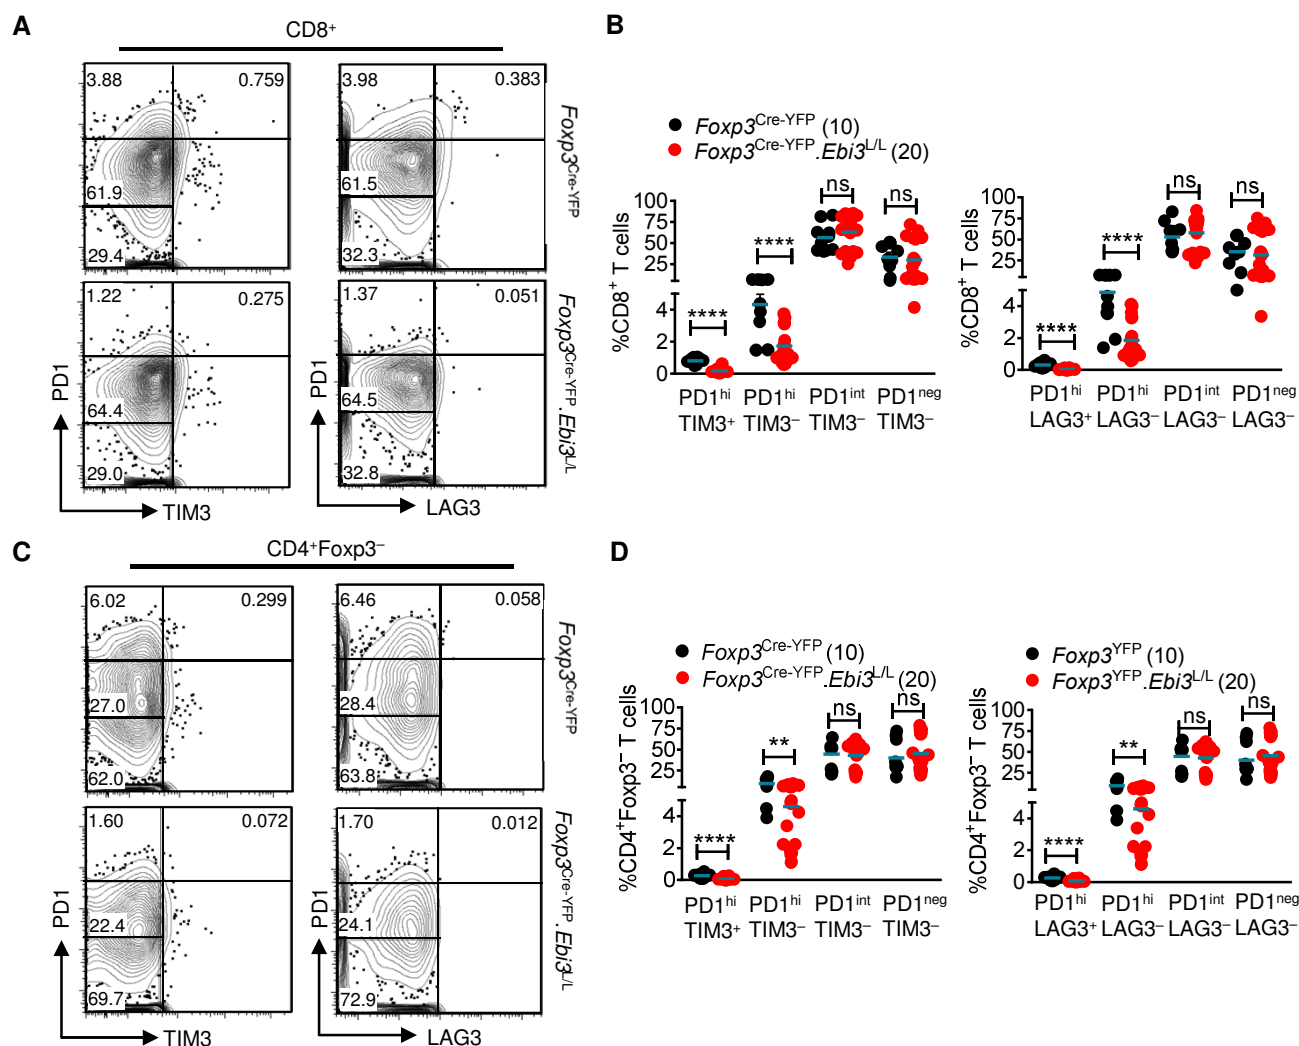 A
CD8⁺
3.88
0.759
61.9
29.4
3.98
0.383
61.5
32.3
Foxp3ᶜʳᵉ⁻ʸᶠᴾ
1.22
0.275
64.4
29.0
PD1
TIM3
1.37
0.051
64.5
32.8
PD1
LAG3
Foxp3ᶜʳᵉ⁻ʸᶠᴾ.Ebi3ᴸ/ᴸ
B
Foxp3ᶜʳᵉ⁻ʸᶠᴾ (10)
Foxp3ᶜʳᵉ⁻ʸᶠᴾ.Ebi3ᴸ/ᴸ (20)
%CD8⁺ T cells
100
75
50
25
4
2
0
****
****
ns
ns
PD1ʰⁱ PD1ʰⁱ PD1ⁱⁿᵗ PD1ⁿᵉᵍ
TIM3⁺ TIM3⁻ TIM3⁻ TIM3⁻
%CD8⁺ T cells
100
75
50
25
4
2
0
****
****
ns
ns
PD1ʰⁱ PD1ʰⁱ PD1ⁱⁿᵗ PD1ⁿᵉᵍ
LAG3⁺ LAG3⁻ LAG3⁻ LAG3⁻
C
CD4⁺Foxp3⁻
6.02
0.299
27.0
62.0
6.46
0.058
28.4
63.8
Foxp3ᶜʳᵉ⁻ʸᶠᴾ
1.60
0.072
22.4
69.7
PD1
TIM3
1.70
0.012
24.1
72.9
PD1
LAG3
Foxp3ᶜʳᵉ⁻ʸᶠᴾ.Ebi3ᴸ/ᴸ
D
Foxp3ᶜʳᵉ⁻ʸᶠᴾ (10)
Foxp3ᶜʳᵉ⁻ʸᶠᴾ.Ebi3ᴸ/ᴸ (20)
%CD4⁺Foxp3⁻ T cells
100
75
50
25
4
2
0
****
**
ns
ns
PD1ʰⁱ PD1ʰⁱ PD1ⁱⁿᵗ PD1ⁿᵉᵍ
TIM3⁺ TIM3⁻ TIM3⁻ TIM3⁻
Foxp3ʸᶠᴾ (10)
Foxp3ʸᶠᴾ.Ebi3ᴸ/ᴸ (20)
%CD4⁺Foxp3⁻ T cells
100
75
50
25
4
2
0
****
**
ns
ns
PD1ʰⁱ PD1ʰⁱ PD1ⁱⁿᵗ PD1ⁿᵉᵍ
LAG3⁺ LAG3⁻ LAG3⁻ LAG3⁻